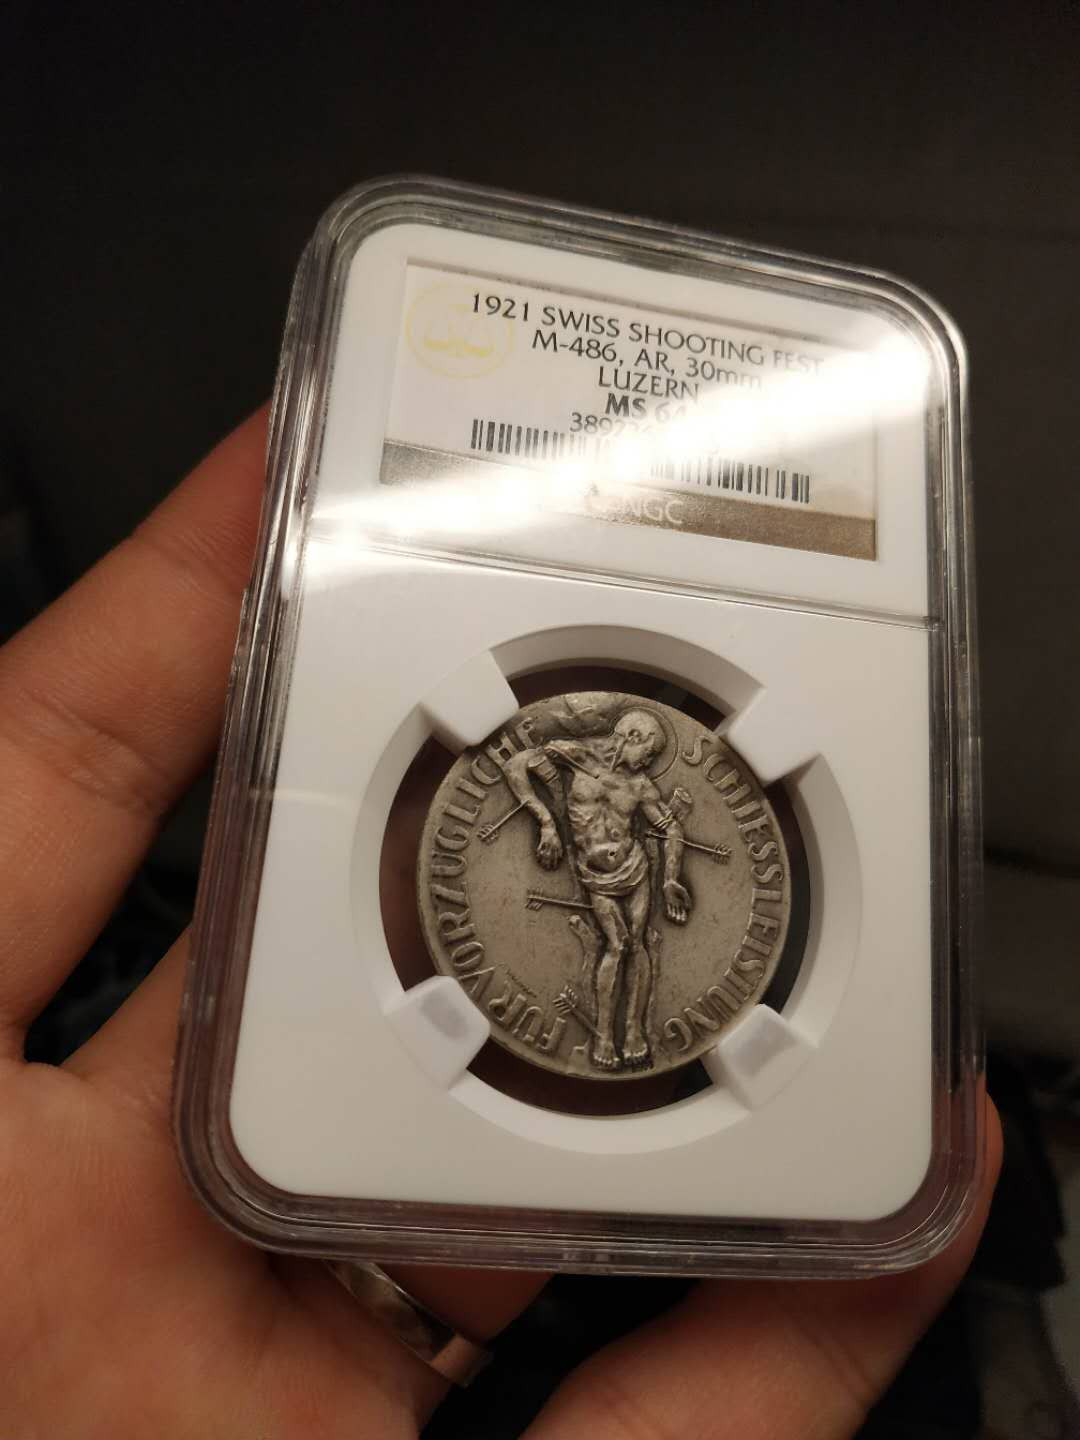 1921 SWISS SHOOTING FEST
M-486, AR, 30mm
LUZERN
MS 64
NGC
FÜR VORZÜGLICHE SCHIESSLEISTUNG